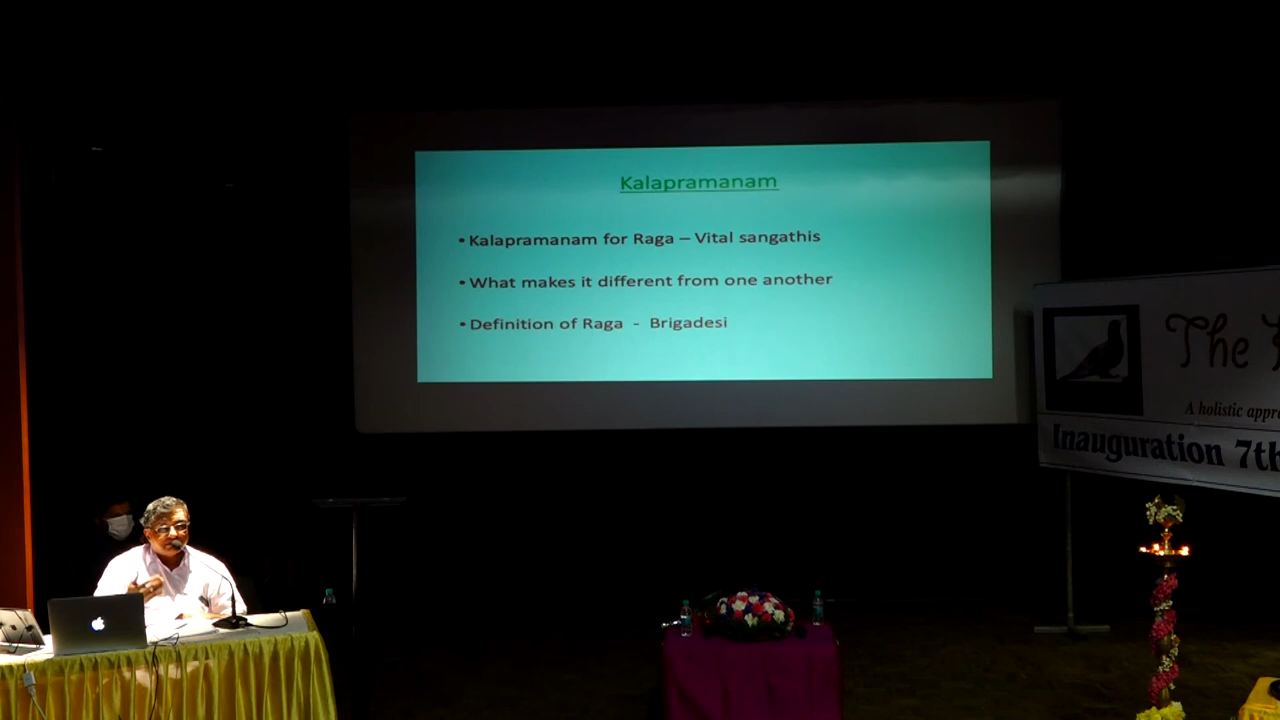 Kalapramanam
• Kalapramanam for Raga – Vital sangathis
• What makes it different from one another
• Definition of Raga - Brigadesi
The
A holistic
Inauguration 7th